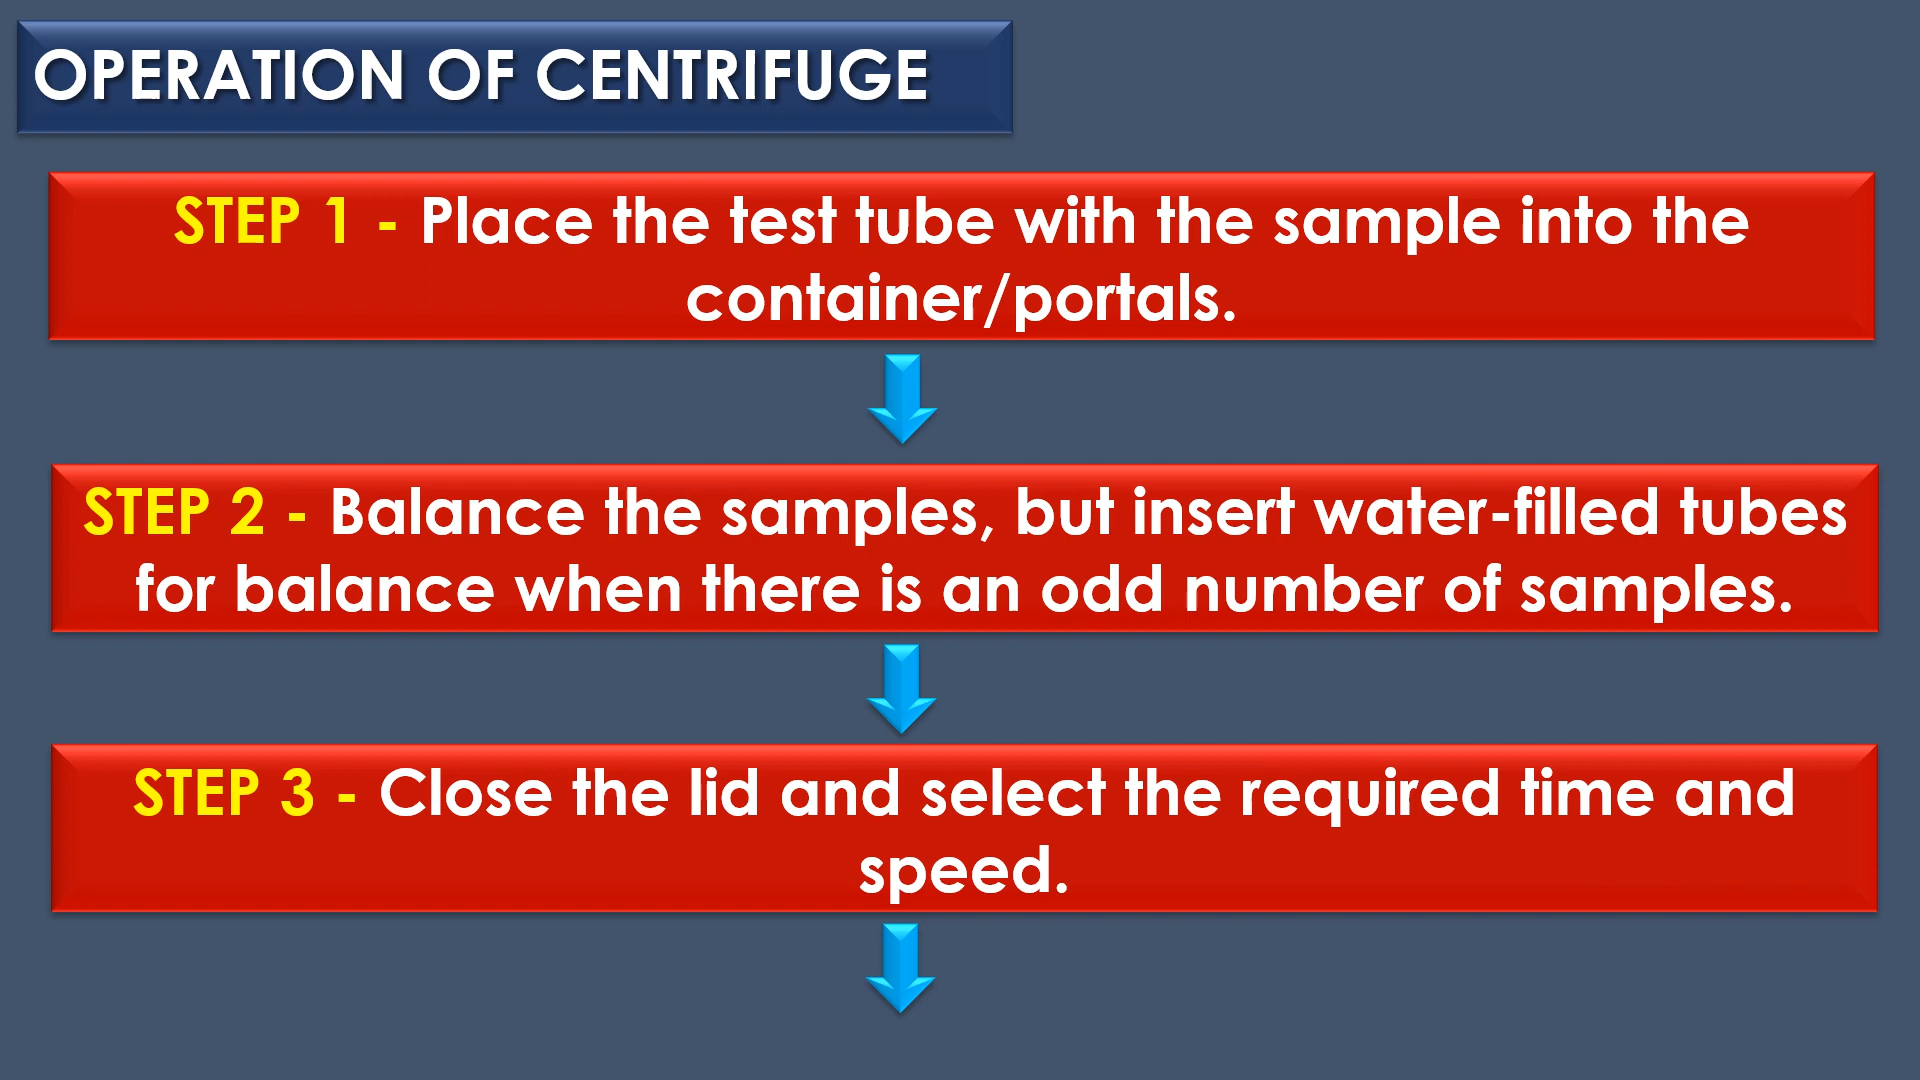 OPERATION OF CENTRIFUGE
STEP 1 - Place the test tube with the sample into the
container/portals.
STEP 2 - Balance the samples, but insert water-filled tubes
for balance when there is an odd number of samples.
STEP 3 - Close the lid and select the required time and
speed.